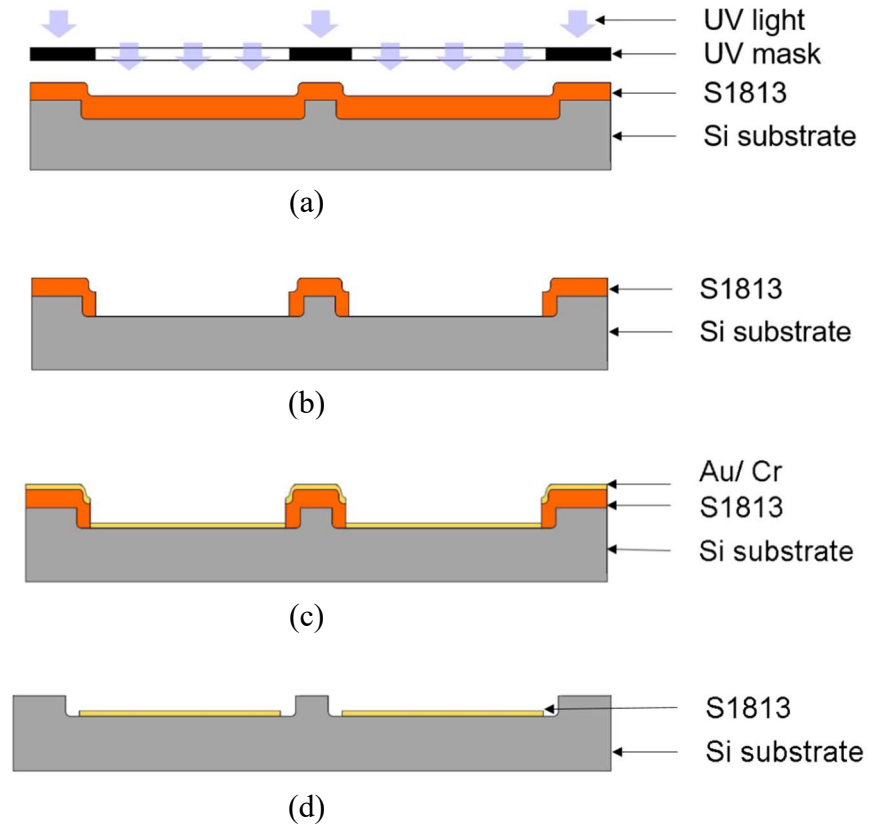 UV light
UV mask
S1813
Si substrate
(a)
S1813
Si substrate
(b)
Au/ Cr
S1813
Si substrate
(c)
S1813
Si substrate
(d)